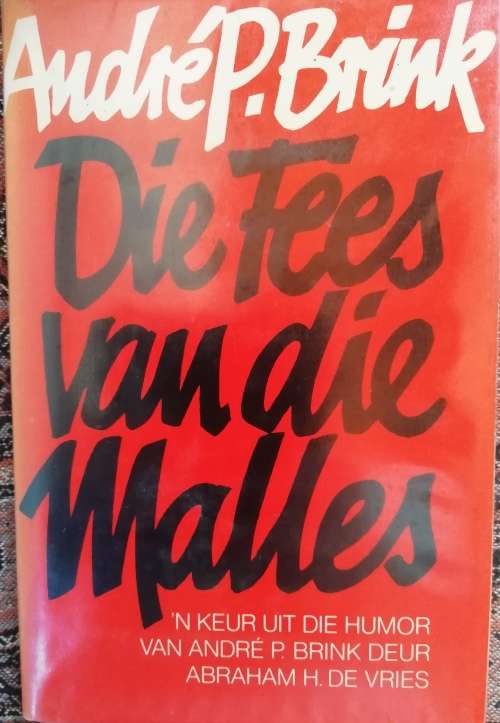 André P. Brink
Die Fees
van die
Malles
'N KEUR UIT DIE HUMOR
VAN ANDRÉ P. BRINK DEUR
ABRAHAM H. DE VRIES